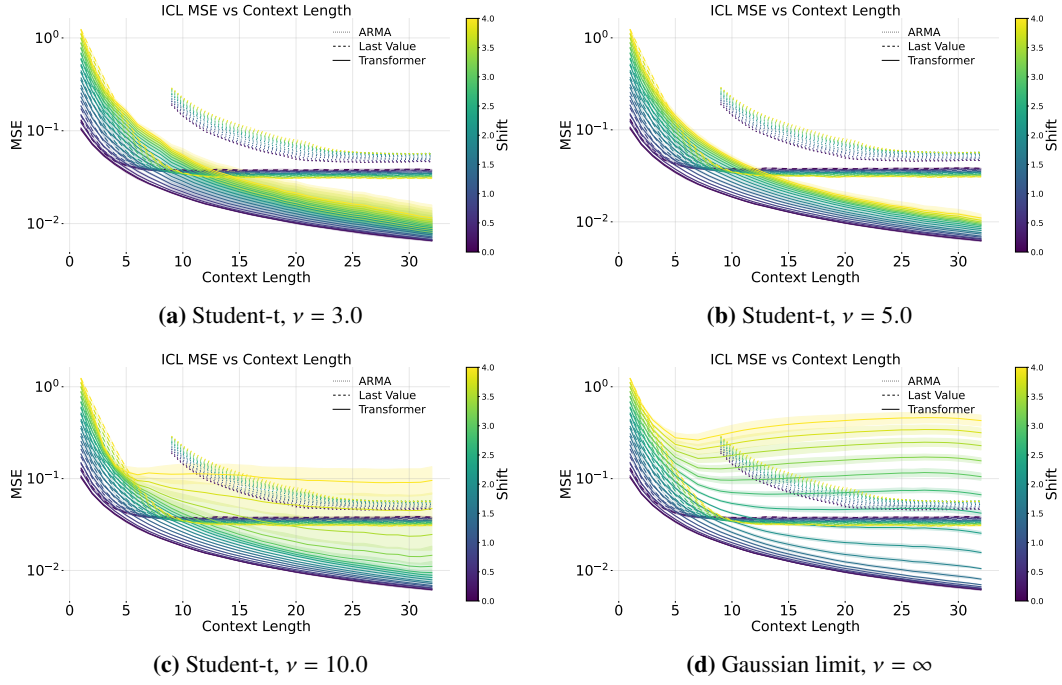 ICL MSE vs Context Length
ARMA
Last Value
Transformer
MSE
10⁰
10⁻¹
10⁻²
0 5 10 15 20 25 30
Context Length
4.0
3.5
3.0
2.5
2.0
1.5
1.0
0.5
0.0
Shift
(a) Student-t, ν = 3.0
ICL MSE vs Context Length
ARMA
Last Value
Transformer
MSE
10⁰
10⁻¹
10⁻²
0 5 10 15 20 25 30
Context Length
4.0
3.5
3.0
2.5
2.0
1.5
1.0
0.5
0.0
Shift
(b) Student-t, ν = 5.0
ICL MSE vs Context Length
ARMA
Last Value
Transformer
MSE
10⁰
10⁻¹
10⁻²
0 5 10 15 20 25 30
Context Length
4.0
3.5
3.0
2.5
2.0
1.5
1.0
0.5
0.0
Shift
(c) Student-t, ν = 10.0
ICL MSE vs Context Length
ARMA
Last Value
Transformer
MSE
10⁰
10⁻¹
10⁻²
0 5 10 15 20 25 30
Context Length
4.0
3.5
3.0
2.5
2.0
1.5
1.0
0.5
0.0
Shift
(d) Gaussian limit, ν = ∞